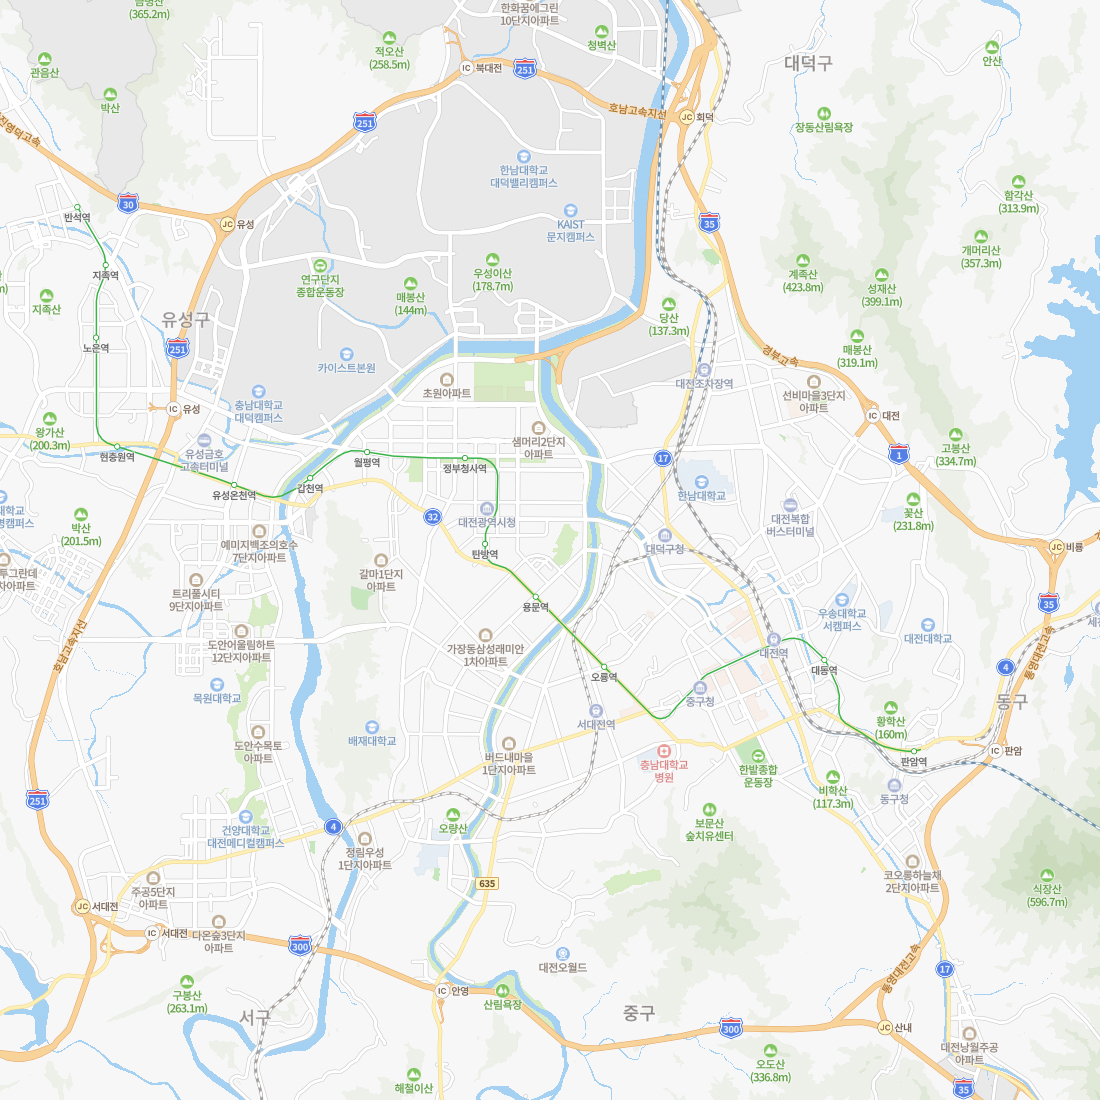 금병산
(365.2m)
한화꿈에그린
10단지아파트
청벽산
적오산
(258.5m)
관음산
박산
IC
북대전
251
호남고속지선
251
JC
회덕
대덕구
안산
장동산림욕장
한남대학교
대덕밸리캠퍼스
함각산
(313.9m)
KAIST
문지캠퍼스
반석역
30
JC
유성
35
개머리산
(357.3m)
지족역
연구단지
종합운동장
우성이산
(178.7m)
매봉산
(144m)
계족산
(423.8m)
성재산
(399.1m)
지족산
유성구
당산
(137.3m)
노은역
251
카이스트본원
매봉산
(319.1m)
경부고속
대전조차장역
선비마을3단지
아파트
초원아파트
충남대학교
대덕캠퍼스
IC
유성
IC
대전
왕가산
(200.3m)
유성금호
고속터미널
샘머리2단지
아파트
고봉산
(334.7m)
1
현충원역
월평역
정부청사역
17
유성온천역
갑천역
한남대학교
꽃산
(231.8m)
박산
(201.5m)
32
대전광역시청
대전복합
버스터미널
예미지백조의호수
7단지아파트
탄방역
대덕구청
JC
비룡
갈마1단지
아파트
트리풀시티
9단지아파트
용문역
우송대학교
서캠퍼스
35
대전대학교
호남고속지선
도안어울림하트
12단지아파트
가장동삼성래미안
1차아파트
대전역
통영대전고속
4
오룡역
대동역
목원대학교
중구청
동구
서대전역
황학산
(160m)
배재대학교
도안수목토
아파트
버드내마을
1단지아파트
충남대학교
병원
한밭종합
운동장
판암역
IC
판암
251
비학산
(117.3m)
동구청
건양대학교
대전메디컬캠퍼스
4
오량산
보문산
숲치유센터
정림우성
1단지아파트
코오롱하늘채
2단지아파트
주공5단지
아파트
635
식장산
(596.7m)
JC
서대전
IC
서대전
다온숲3단지
아파트
300
대전오월드
통영대전고속
17
구봉산
(263.1m)
IC
안영
산림욕장
서구
중구
300
JC
산내
오도산
(336.8m)
대전낭월주공
아파트
해철이산
35